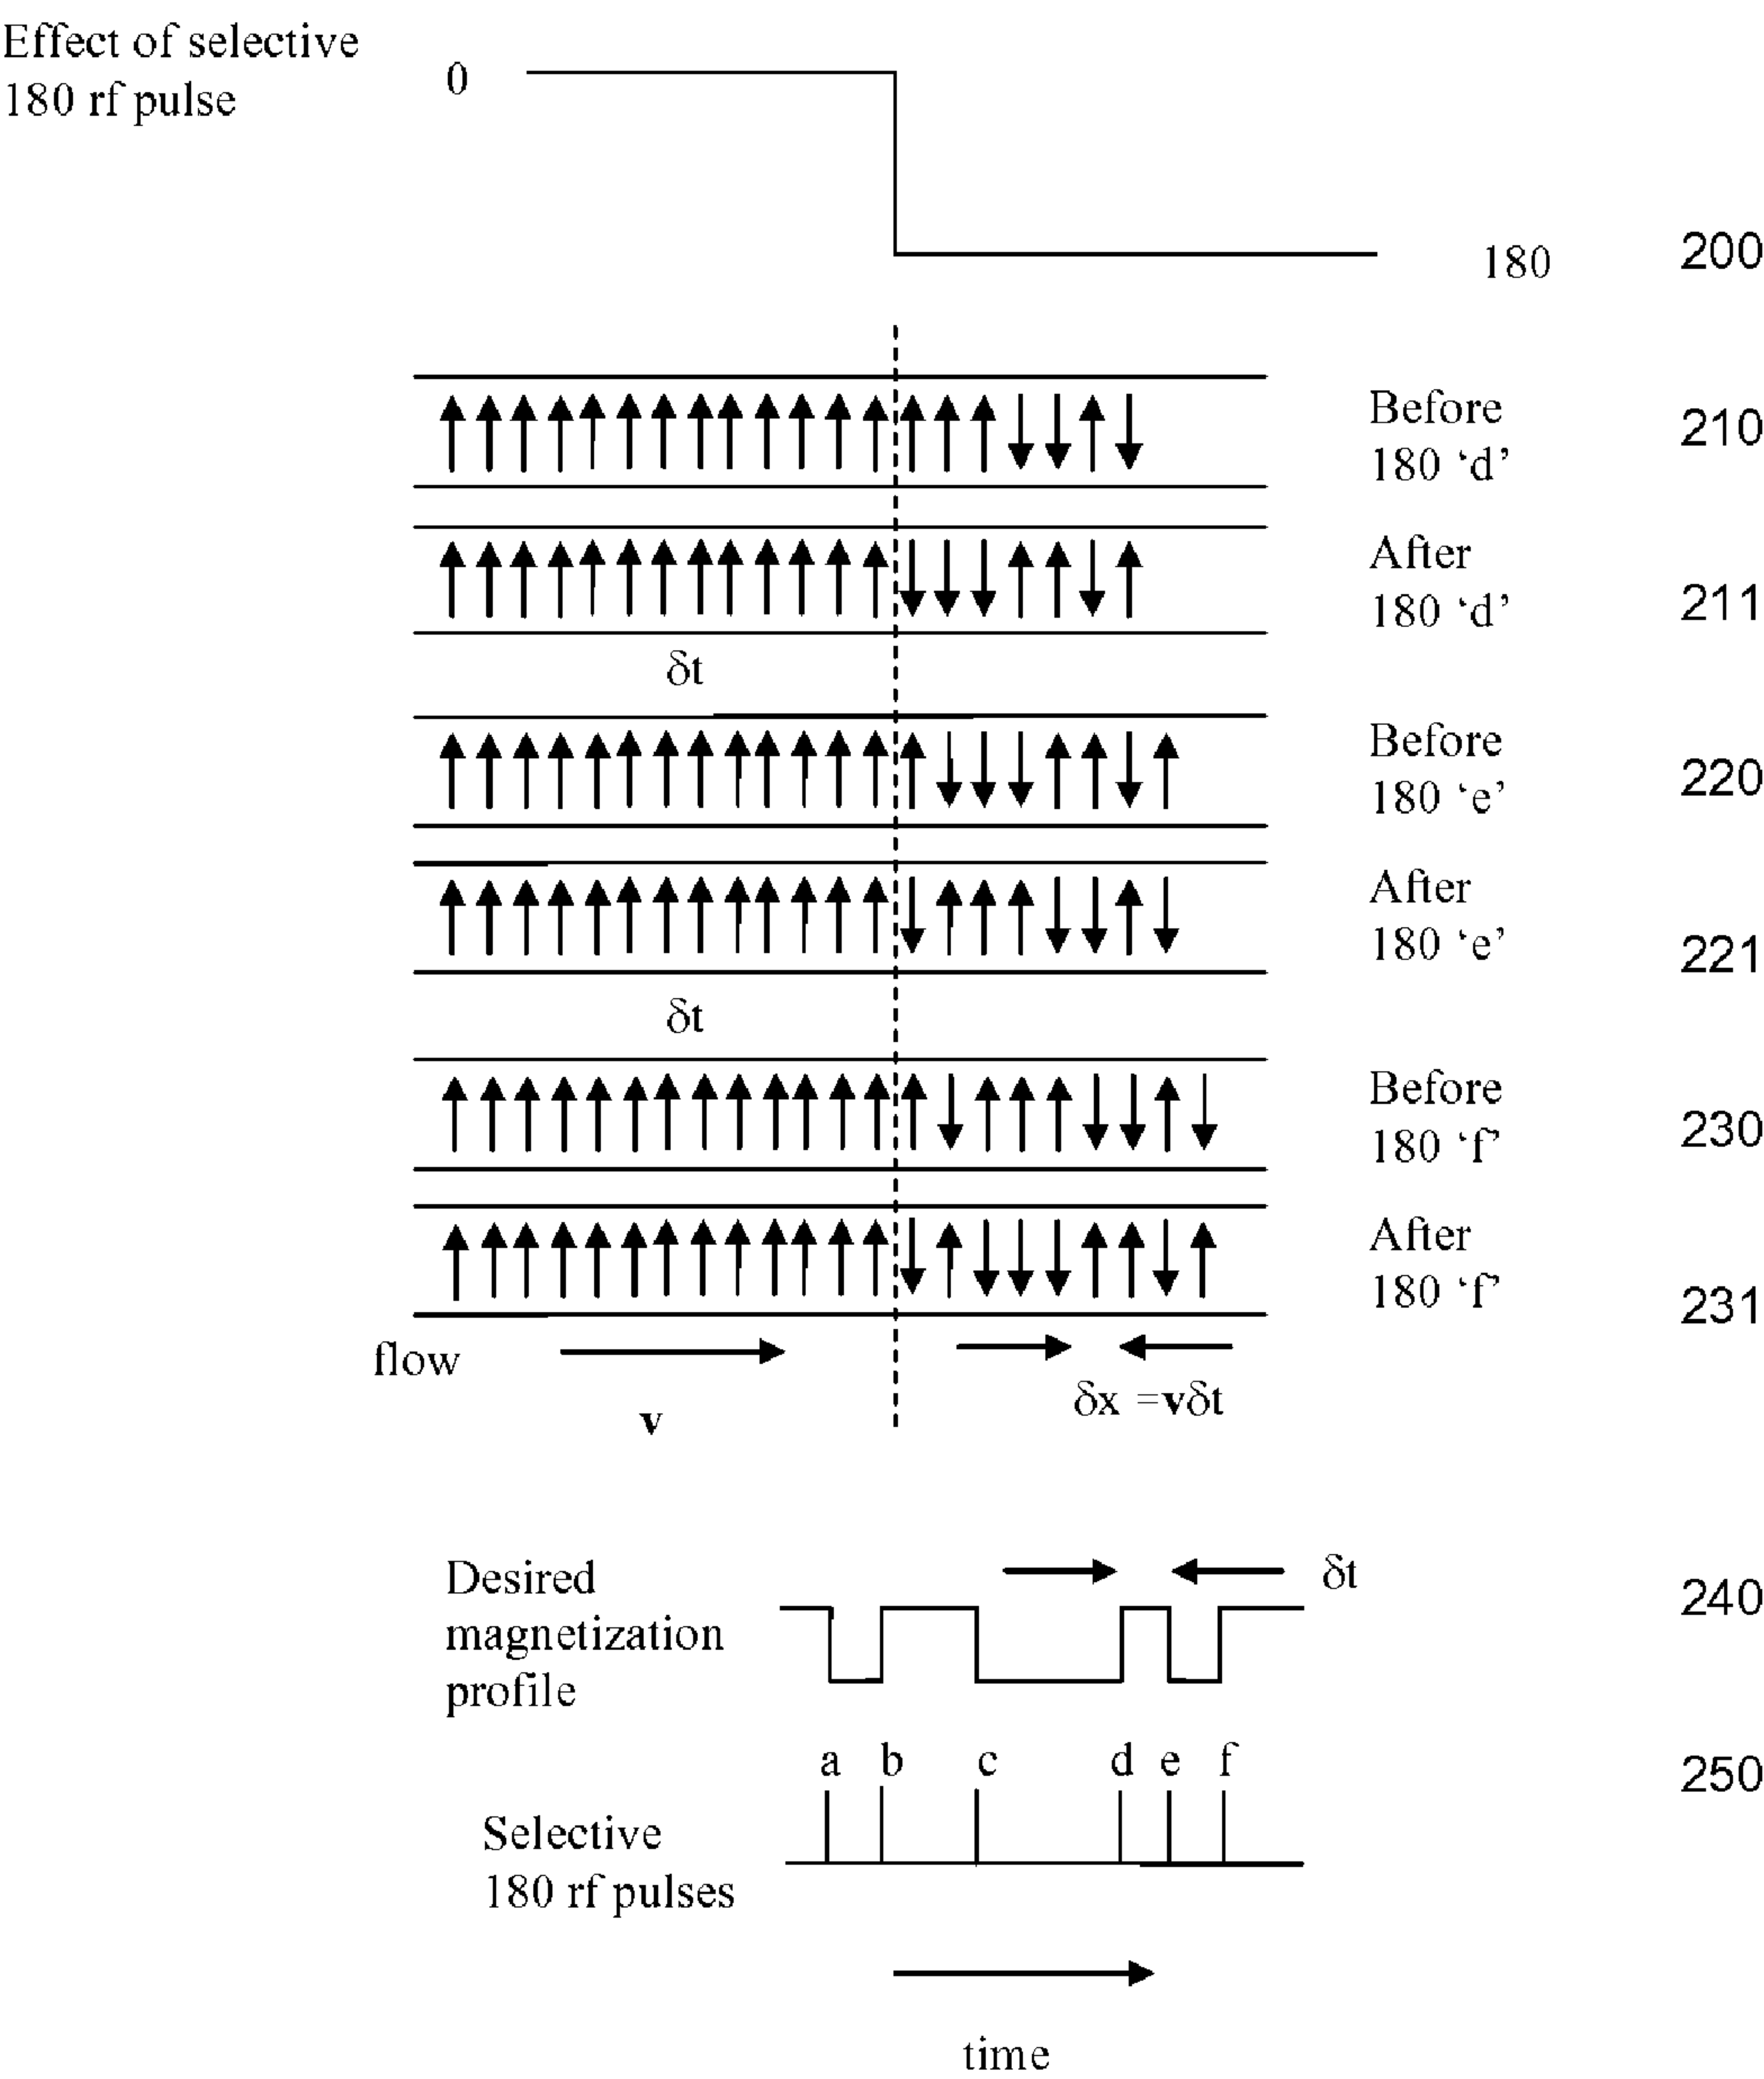 Effect of selective
180 rf pulse
0
180
200
Before
180 ‘d’
210
After
180 ‘d’
211
δt
Before
180 ‘e’
220
After
180 ‘e’
221
δt
Before
180 ‘f’
230
After
180 ‘f’
231
flow
v
δx =vδt
Desired
magnetization
profile
δt
240
a b c d e f
250
Selective
180 rf pulses
time